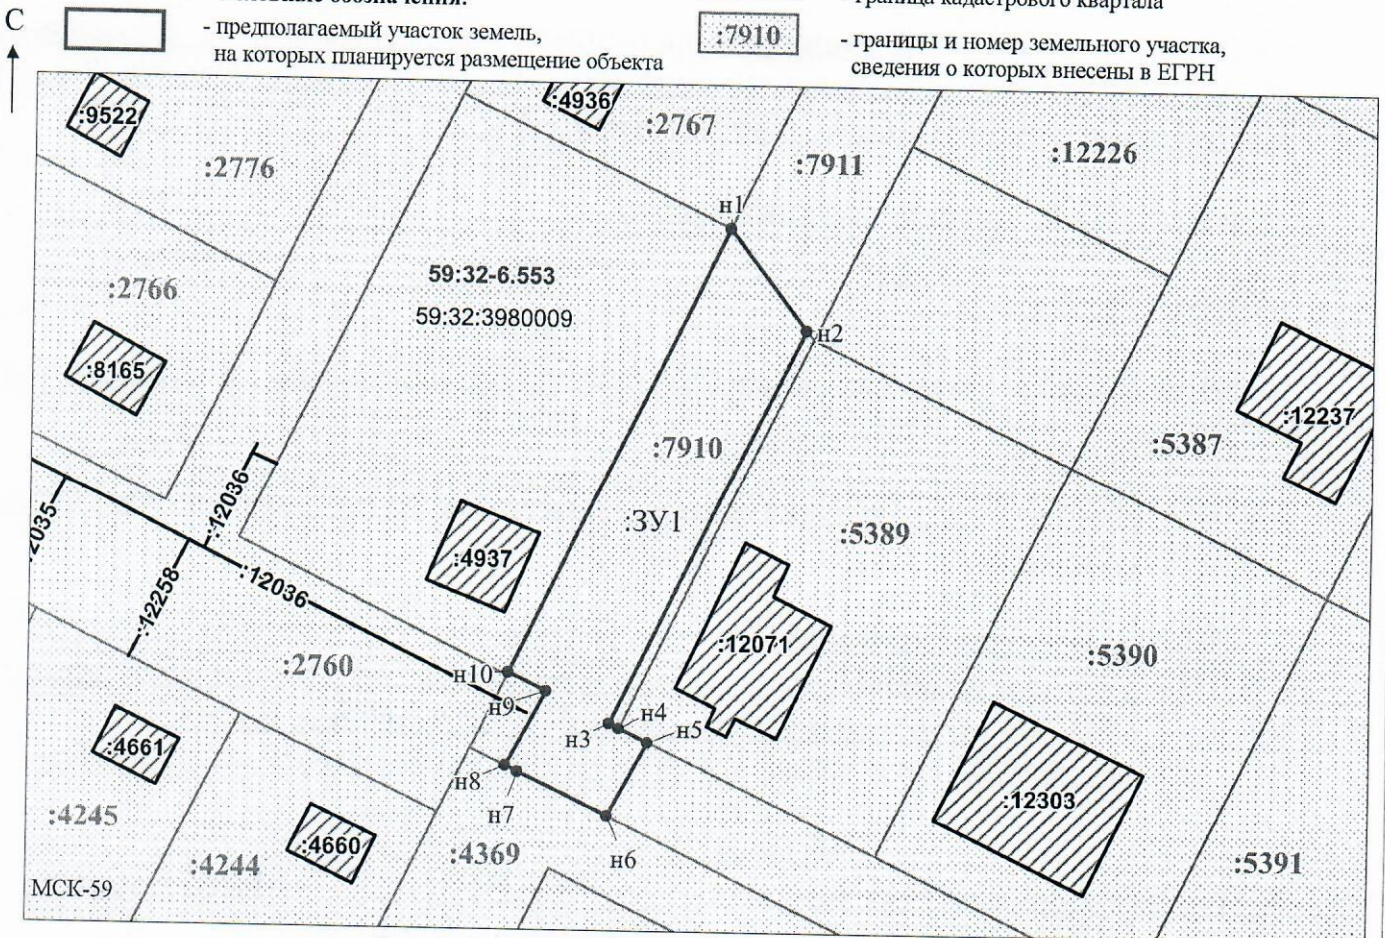 С
- предполагаемый участок земель,
на которых планируется размещение объекта
:7910
- граница кадастрового квартала
- границы и номер земельного участка,
сведения о которых внесены в ЕГРН
:9522
:4936
:2767
:2776
:7911
:12226
н1
:2766
59:32-6.553
59:32:3980009
н2
:8165
:12237
:7910
:5387
:12036
:ЗУ1
:5389
:4937
:12036
:12258
:12071
:2760
:5390
н10
н9
н4
н3
н5
:4661
н8
н7
:12303
:4245
:4660
:4244
:4369
н6
:5391
МСК-59